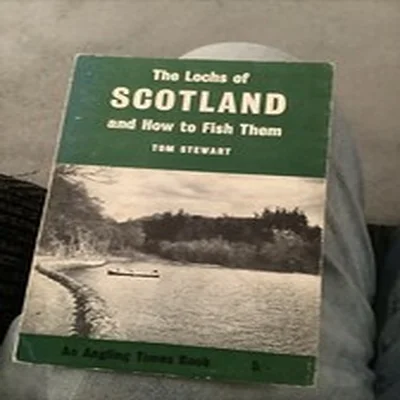 The Lochs of
SCOTLAND
and How to Fish Them
TOM STEWART
An Angling Times Book